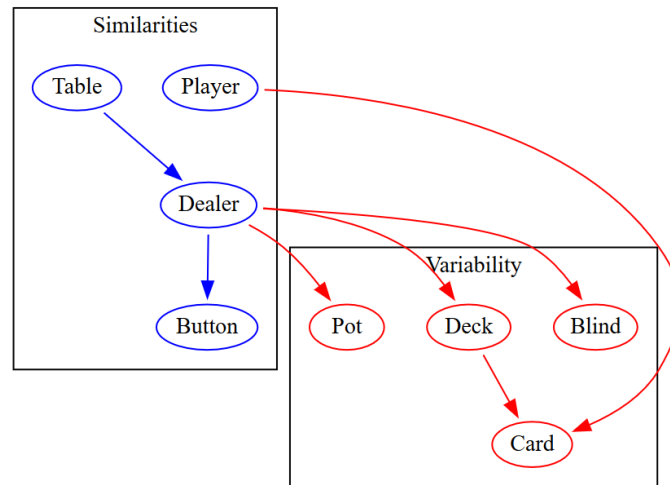 Similarities
Table
Player
Dealer
Button
Variability
Pot
Deck
Blind
Card